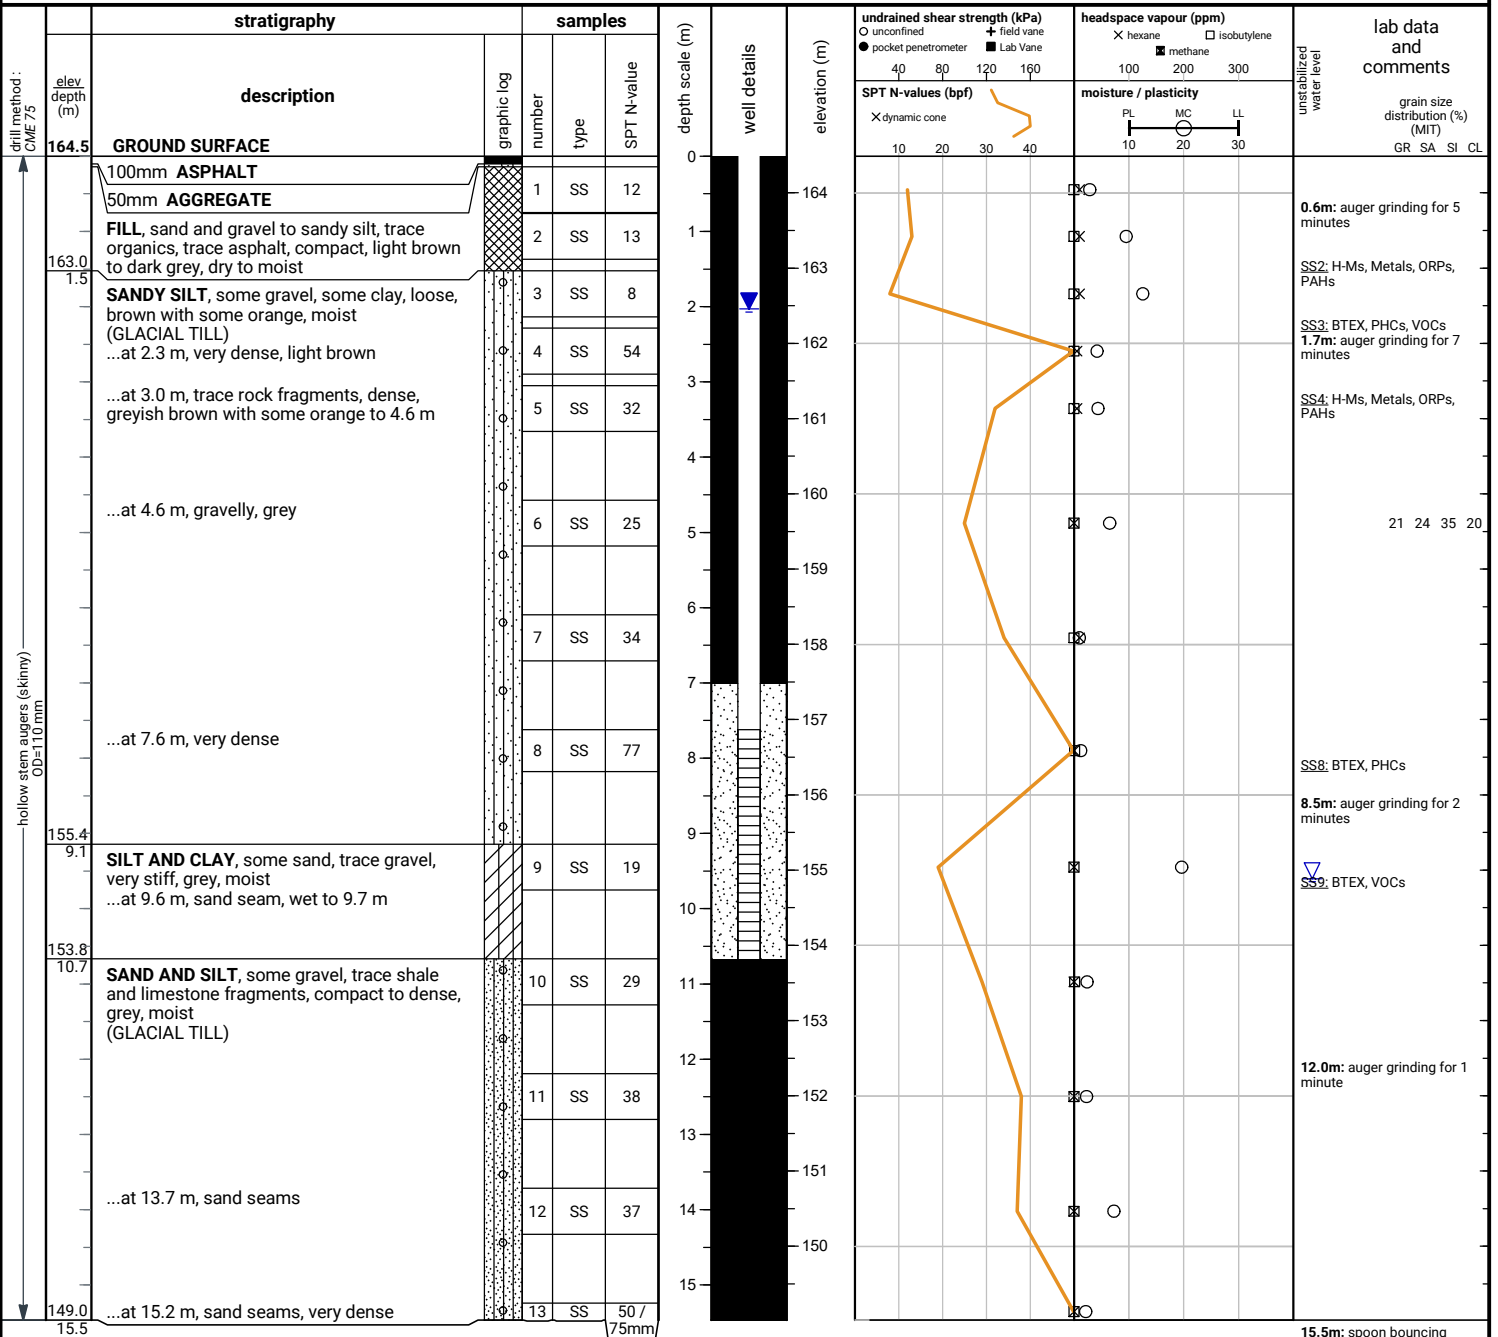 stratigraphy
samples
drill method :
CME 75
elev
depth
(m)
description
graphic log
number
type
SPT N-value
depth scale (m)
well details
elevation (m)
undrained shear strength (kPa)
unconfined
field vane
pocket penetrometer
Lab Vane
40 80 120 160
SPT N-values (bpf)
dynamic cone
10 20 30 40
headspace vapour (ppm)
hexane
isobutylene
methane
100 200 300
moisture / plasticity
PL MC LL
10 20 30
unstabilized
water level
lab data
and
comments
grain size
distribution (%)
(MIT)
GR SA SI CL
164.5 GROUND SURFACE
100mm ASPHALT
50mm AGGREGATE
FILL, sand and gravel to sandy silt, trace
organics, trace asphalt, compact, light brown
to dark grey, dry to moist
163.0
1.5
SANDY SILT, some gravel, some clay, loose,
brown with some orange, moist
(GLACIAL TILL)
...at 2.3 m, very dense, light brown
...at 3.0 m, trace rock fragments, dense,
greyish brown with some orange to 4.6 m
...at 4.6 m, gravelly, grey
...at 7.6 m, very dense
155.4
9.1
SILT AND CLAY, some sand, trace gravel,
very stiff, grey, moist
...at 9.6 m, sand seam, wet to 9.7 m
153.8
10.7
SAND AND SILT, some gravel, trace shale
and limestone fragments, compact to dense,
grey, moist
(GLACIAL TILL)
...at 13.7 m, sand seams
149.0
...at 15.2 m, sand seams, very dense
15.5
hollow stem augers (skinny)
OD=110 mm
1 SS 12
2 SS 13
3 SS 8
4 SS 54
5 SS 32
6 SS 25
7 SS 34
8 SS 77
9 SS 19
10 SS 29
11 SS 38
12 SS 37
13 SS 50 /
75mm
0
1
2
3
4
5
6
7
8
9
10
11
12
13
14
15
164
163
162
161
160
159
158
157
156
155
154
153
152
151
150
0.6m: auger grinding for 5
minutes
SS2: H-Ms, Metals, ORPs,
PAHs
SS3: BTEX, PHCs, VOCs
1.7m: auger grinding for 7
minutes
SS4: H-Ms, Metals, ORPs,
PAHs
21 24 35 20
SS8: BTEX, PHCs
8.5m: auger grinding for 2
minutes
SS9: BTEX, VOCs
12.0m: auger grinding for 1
minute
15.5m: spoon bouncing